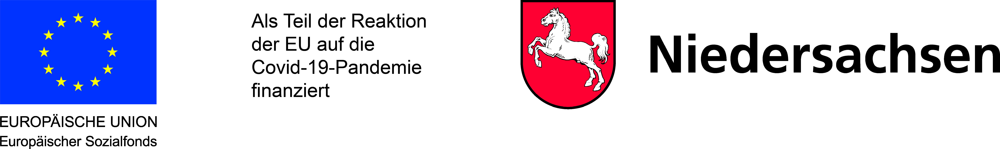 EUROPÄISCHE UNION
Europäischer Sozialfonds
Als Teil der Reaktion
der EU auf die
Covid-19-Pandemie
finanziert
Niedersachsen